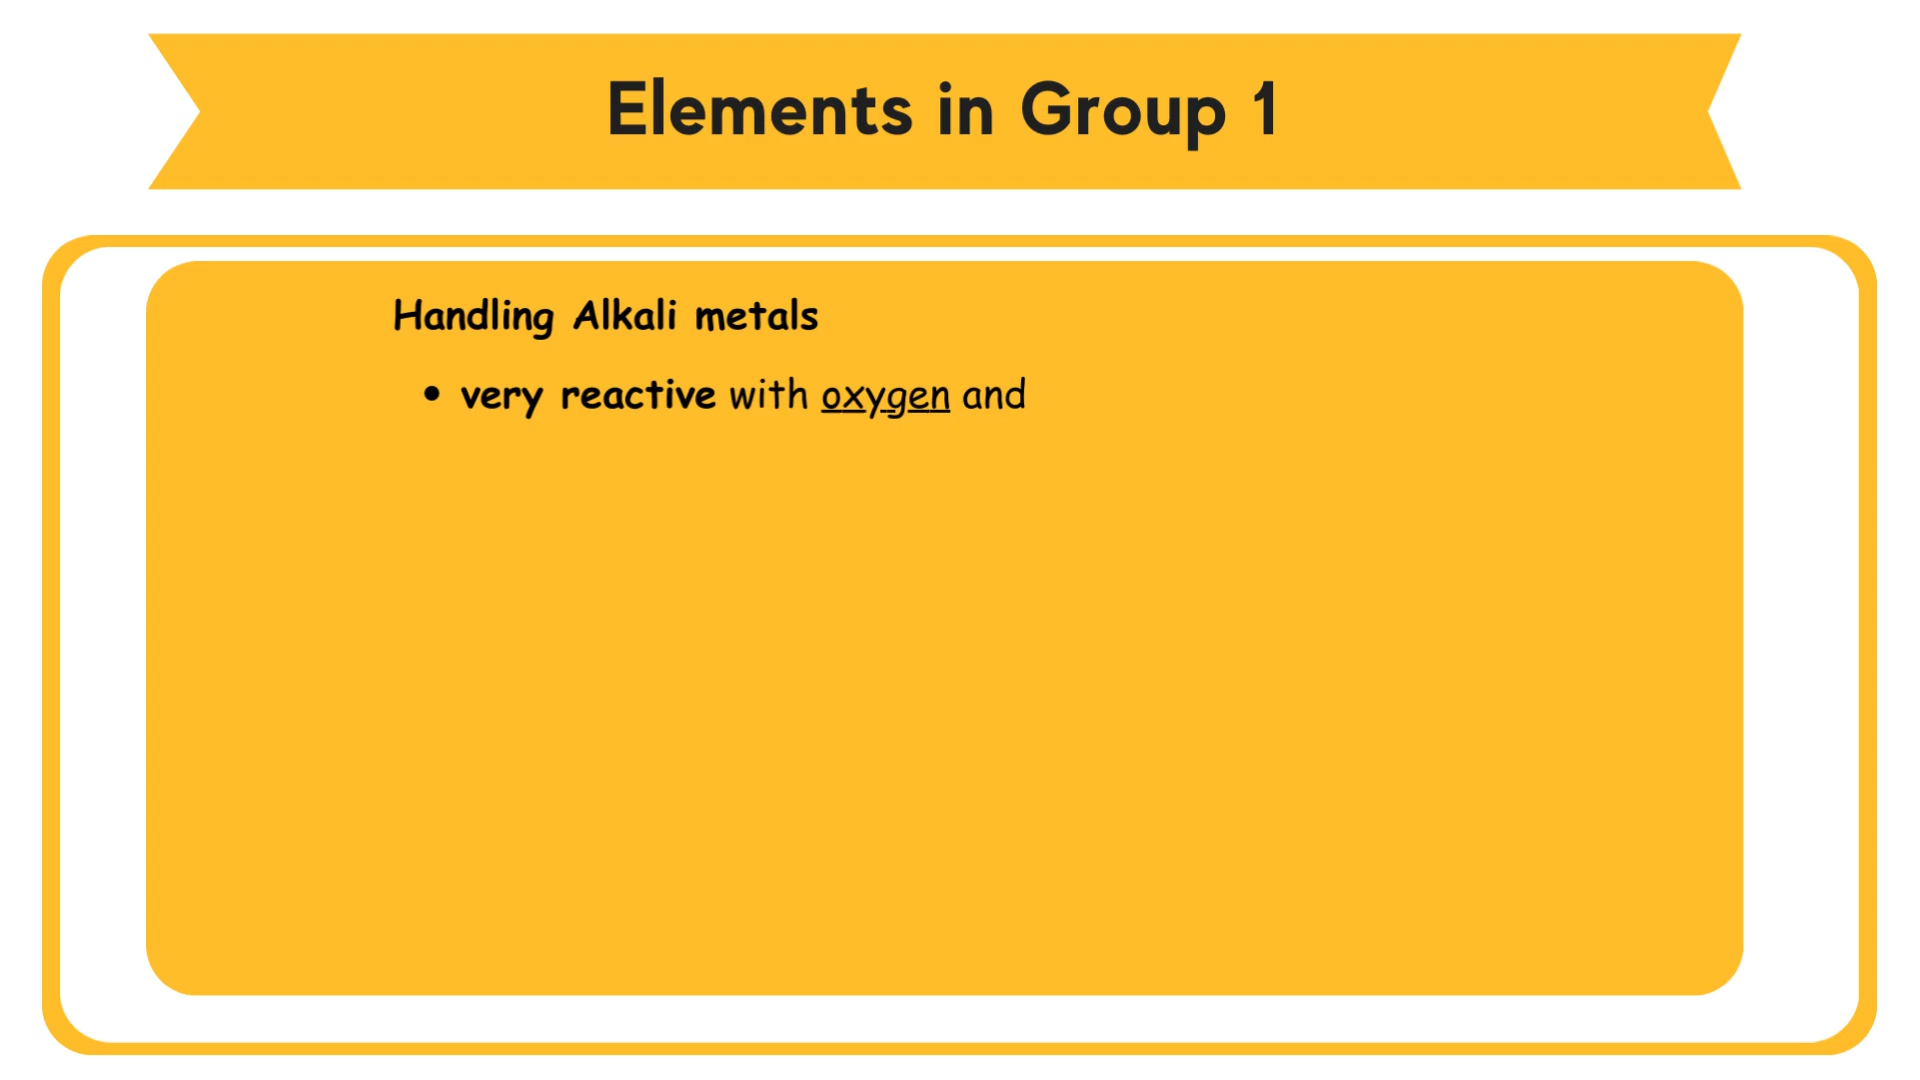 Elements in Group 1
Handling Alkali metals
• very reactive with oxygen and